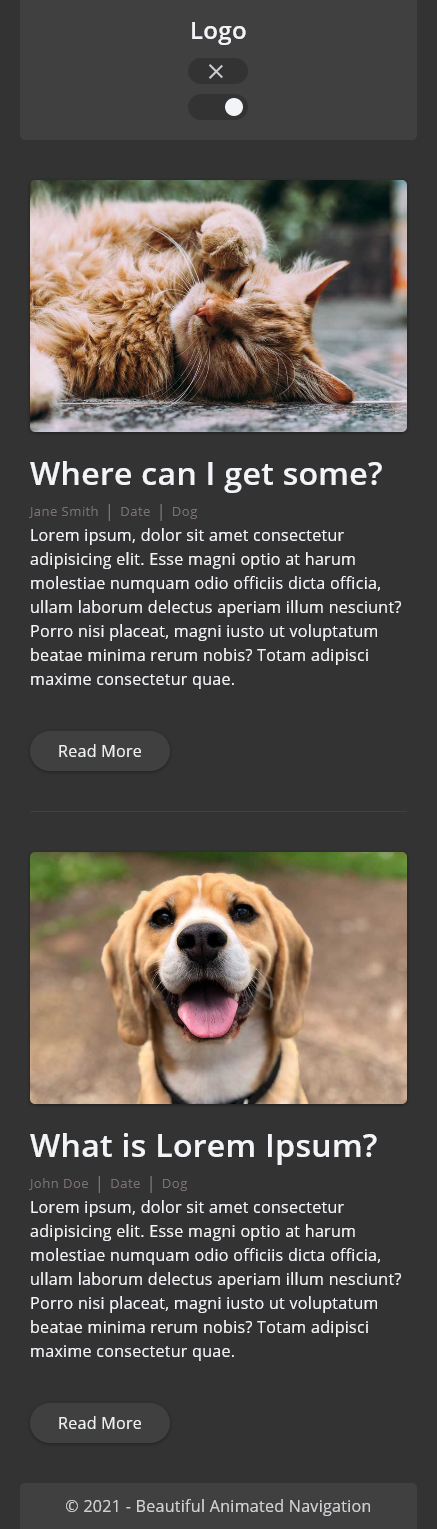 Logo
Where can I get some?
Jane Smith | Date | Dog
Lorem ipsum, dolor sit amet consectetur
adipisicing elit. Esse magni optio at harum
molestiae numquam odio officiis dicta officia,
ullam laborum delectus aperiam illum nesciunt?
Porro nisi placeat, magni iusto ut voluptatum
beatae minima rerum nobis? Totam adipisci
maxime consectetur quae.
Read More
What is Lorem Ipsum?
John Doe | Date | Dog
Lorem ipsum, dolor sit amet consectetur
adipisicing elit. Esse magni optio at harum
molestiae numquam odio officiis dicta officia,
ullam laborum delectus aperiam illum nesciunt?
Porro nisi placeat, magni iusto ut voluptatum
beatae minima rerum nobis? Totam adipisci
maxime consectetur quae.
Read More
© 2021 - Beautiful Animated Navigation